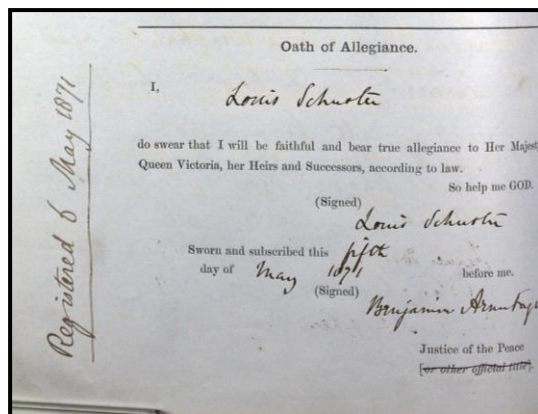 Oath of Allegiance.
I,
Louis Schuster
do swear that I will be faithful and bear true allegiance to Her Majest
Queen Victoria, her Heirs and Successors, according to law.
So help me GOD.
(Signed)
Louis Schuster
Sworn and subscribed this fifth
day of May 1871 before me.
(Signed)
Benjamin Armitage
Justice of the Peace
[or other official title].
Registered 6 May 1871